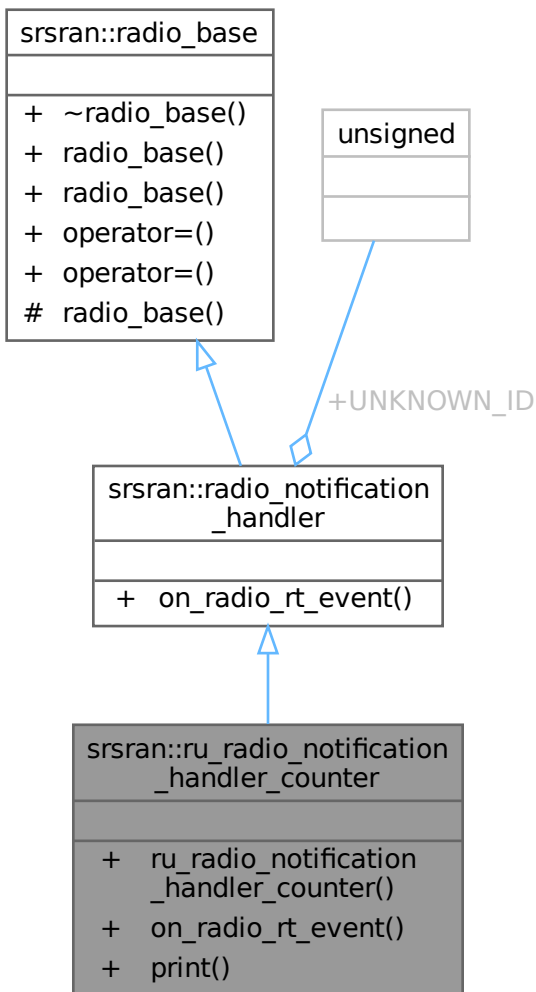 srsran::radio_base
+ ~radio_base()
+ radio_base()
+ radio_base()
+ operator=()
+ operator=()
# radio_base()
unsigned
+UNKNOWN_ID
srsran::radio_notification
_handler
+ on_radio_rt_event()
srsran::ru_radio_notification
_handler_counter
+ ru_radio_notification
_handler_counter()
+ on_radio_rt_event()
+ print()